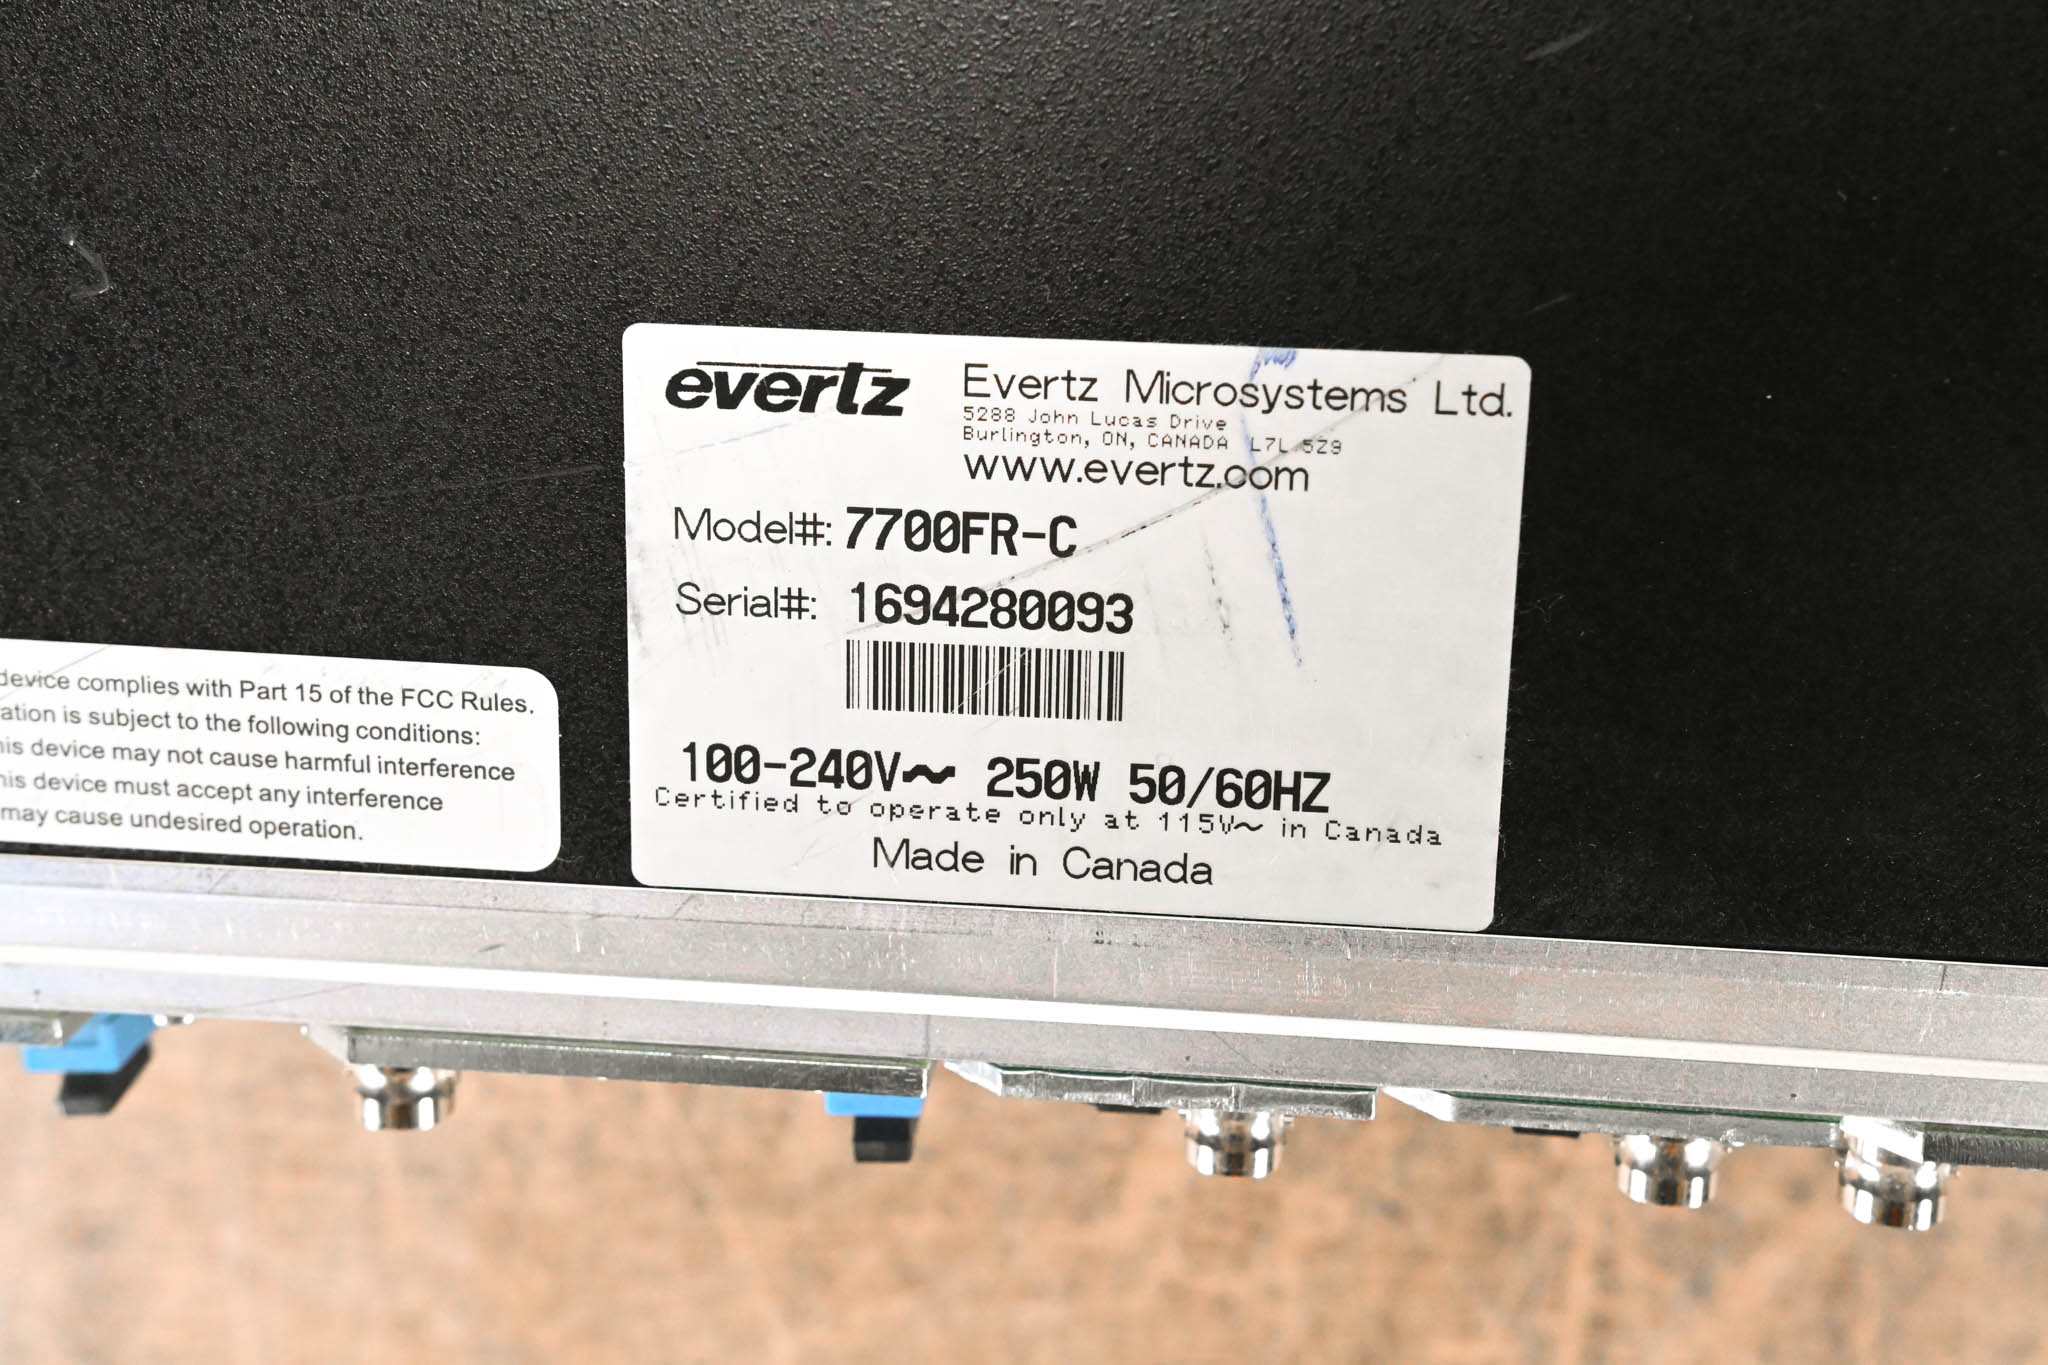 evertz
Evertz Microsystems Ltd.
5288 John Lucas Drive
Burlington, ON, CANADA L7L 5Z9
www.evertz.com
Model#: 7700FR-C
Serial#: 1694280093
100-240V~ 250W 50/60HZ
Certified to operate only at 115V~ in Canada
Made in Canada
device complies with Part 15 of the FCC Rules.
ation is subject to the following conditions:
his device may not cause harmful interference
his device must accept any interference
may cause undesired operation.